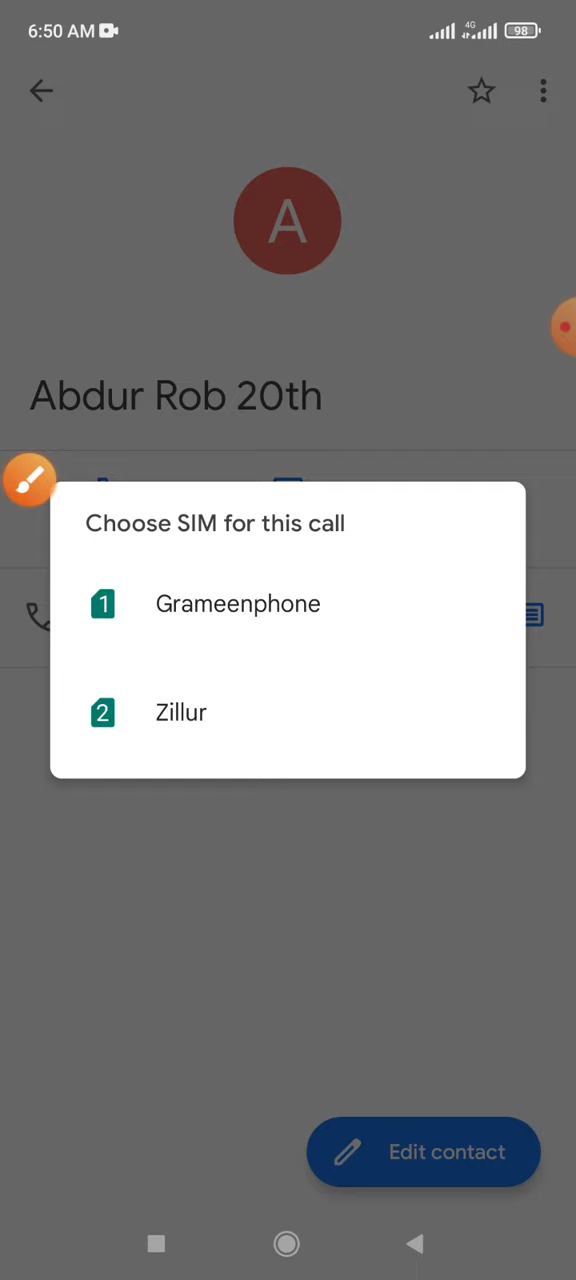 6:50 AM 4G 98
A
Abdur Rob 20th
Choose SIM for this call
1 Grameenphone
2 Zillur
Edit contact